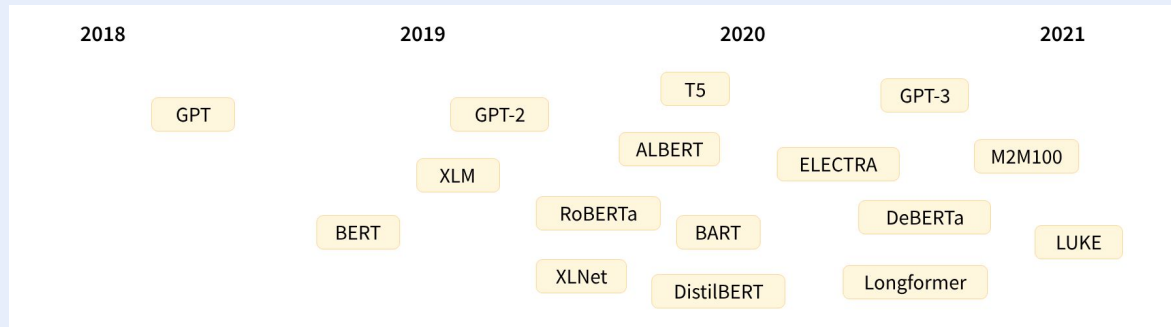 2018 2019 2020 2021
T5
GPT-3
GPT
GPT-2
ALBERT
M2M100
ELECTRA
XLM
RoBERTa
DeBERTa
BERT
BART
LUKE
XLNet
Longformer
DistilBERT